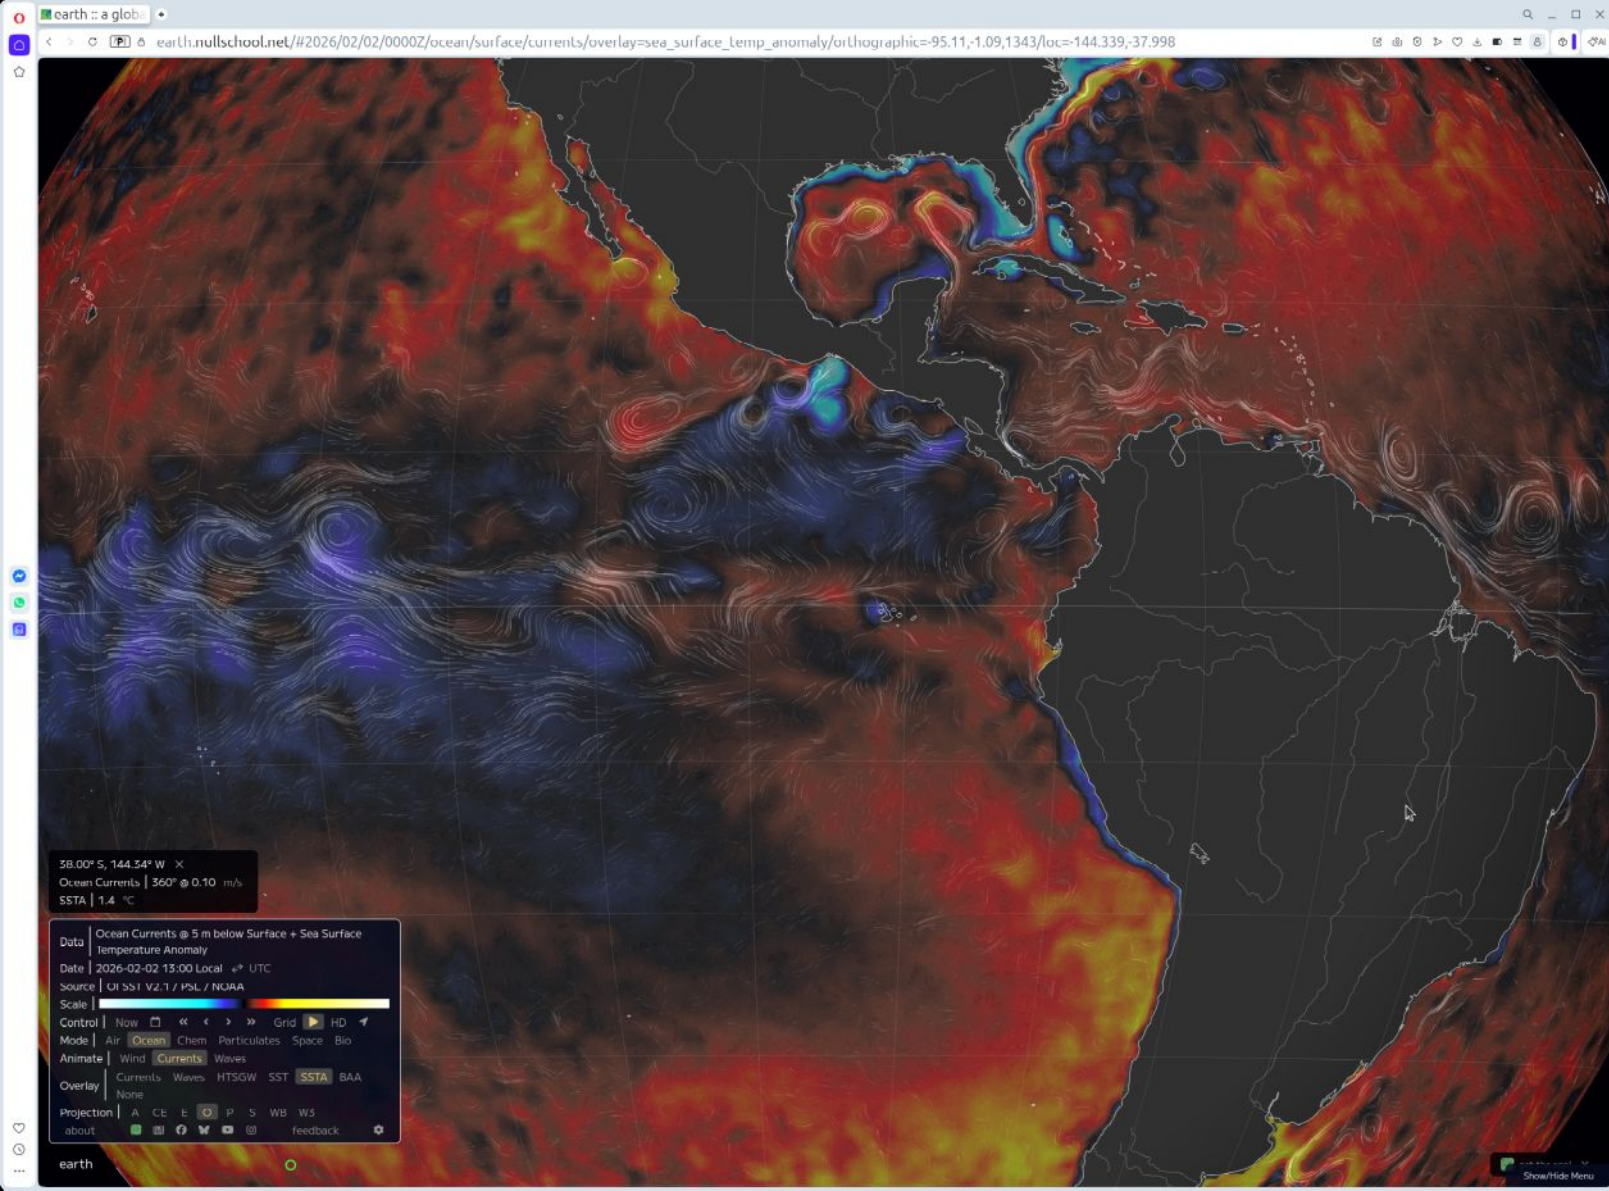 earth :: a globa
earth.nullschool.net/#2026/02/02/0000Z/ocean/surface/currents/overlay=sea_surface_temp_anomaly/orthographic=-95.11,-1.09,1343/loc=-144.339,-37.998
AI
38.00° S, 144.34° W ×
Ocean Currents | 360° @ 0.10 m/s
SSTA | 1.4 °C
Data | Ocean Currents @ 5 m below Surface + Sea Surface
Temperature Anomaly
Date | 2026-02-02 13:00 Local ⇄ UTC
Source | OISST V2.1 / PSL / NOAA
Scale |
Control | Now « ‹ › » Grid HD
Mode | Air Ocean Chem Particulates Space Bio
Animate | Wind Currents Waves
Overlay | Currents Waves HTSGW SST SSTA BAA
None
Projection | A CE E O P S WB W3
about feedback
earth
Show/Hide Menu